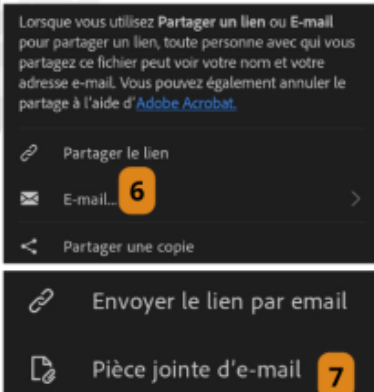 Lorsque vous utilisez Partager un lien ou E-mail
pour partager un lien, toute personne avec qui vous
partagez ce fichier peut voir votre nom et votre
adresse e-mail. Vous pouvez également annuler le
partage à l'aide d'Adobe Acrobat.
Partager le lien
E-mail... 6
Partager une copie
Envoyer le lien par email
Pièce jointe d'e-mail 7